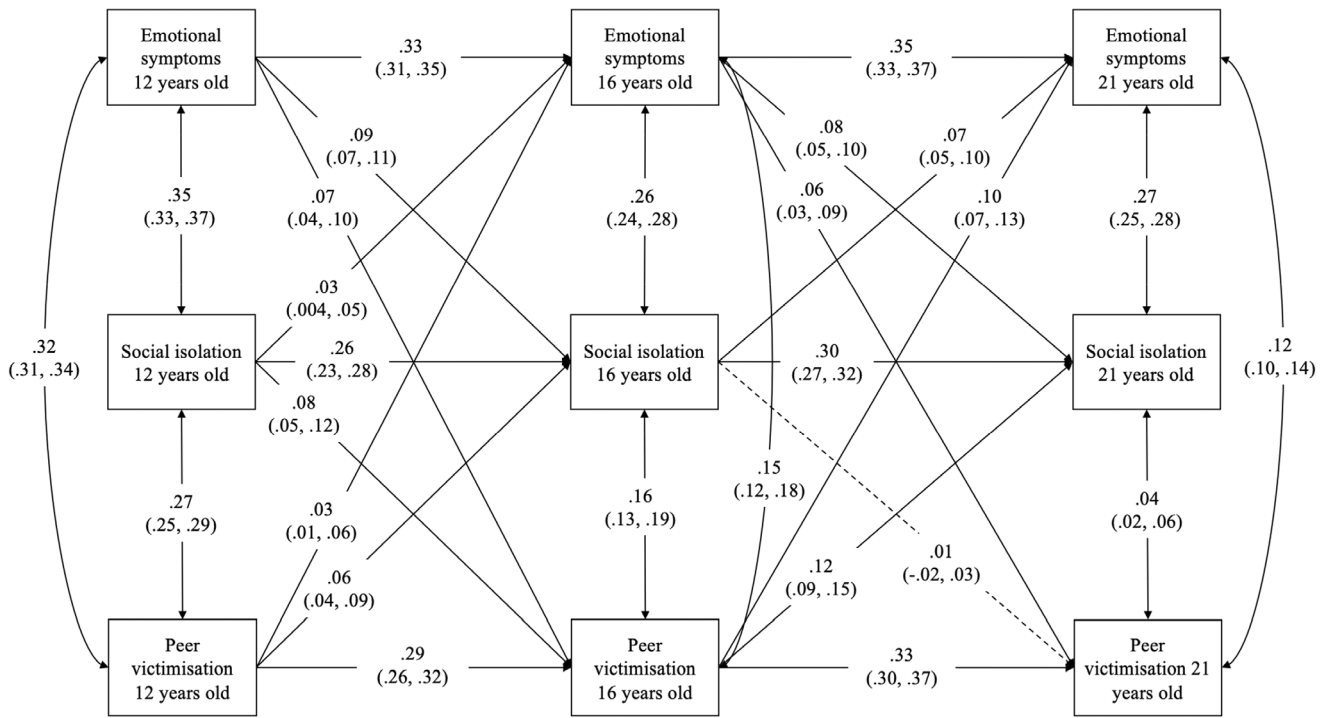 Emotional
symptoms
12 years old
Emotional
symptoms
16 years old
Emotional
symptoms
21 years old
.33
(.31, .35)
.35
(.33, .37)
.09
(.07, .11)
.08
(.05, .10)
.07
(.05, .10)
.35
(.33, .37)
.07
(.04, .10)
.26
(.24, .28)
.06
(.03, .09)
.10
(.07, .13)
.27
(.25, .28)
.03
(.004, .05)
.32
(.31, .34)
Social isolation
12 years old
.26
(.23, .28)
Social isolation
16 years old
.30
(.27, .32)
Social isolation
21 years old
.12
(.10, .14)
.08
(.05, .12)
.15
(.12, .18)
.27
(.25, .29)
.03
(.01, .06)
.16
(.13, .19)
.04
(.02, .06)
.06
(.04, .09)
.12
(.09, .15)
.01
(-.02, .03)
Peer
victimisation
12 years old
.29
(.26, .32)
Peer
victimisation
16 years old
.33
(.30, .37)
Peer
victimisation 21
years old